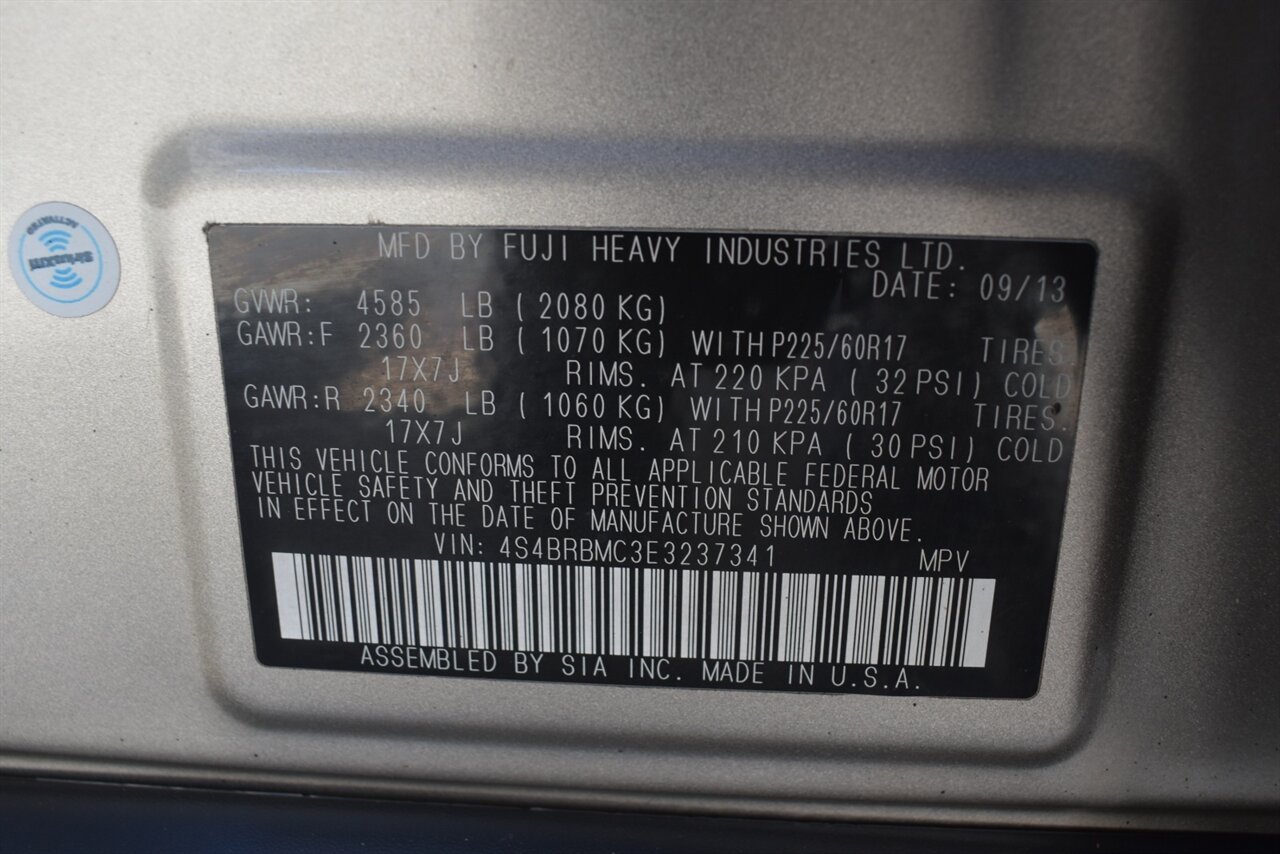 MFD BY FUJI HEAVY INDUSTRIES LTD.
DATE: 09/13
GVWR: 4585 LB ( 2080 KG)
GAWR:F 2360 LB ( 1070 KG) WITH P225/60R17 TIRES.
17X7J RIMS. AT 220 KPA ( 32 PSI) COLD
GAWR:R 2340 LB ( 1060 KG) WITH P225/60R17 TIRES.
17X7J RIMS. AT 210 KPA ( 30 PSI) COLD
THIS VEHICLE CONFORMS TO ALL APPLICABLE FEDERAL MOTOR
VEHICLE SAFETY AND THEFT PREVENTION STANDARDS
IN EFFECT ON THE DATE OF MANUFACTURE SHOWN ABOVE.
VIN: 4S4BRBMC3E3237341 MPV
ASSEMBLED BY SIA INC. MADE IN U.S.A.
SiriusXM
ACTIVATED